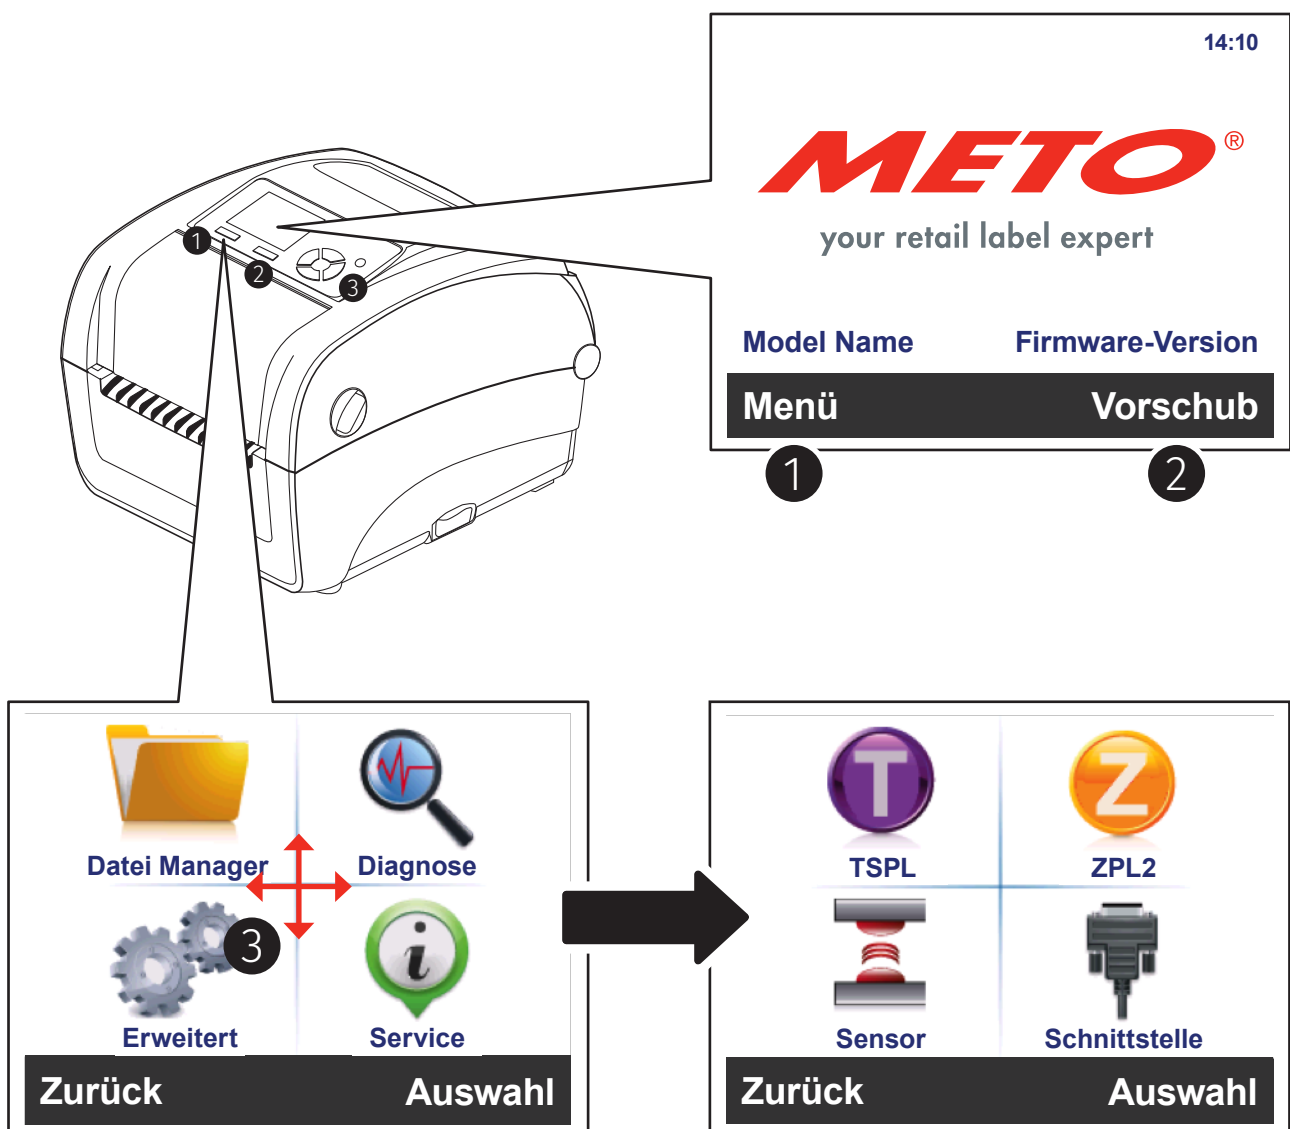 14:10
METO®
your retail label expert
Model Name Firmware-Version
Menü Vorschub
1 2
1
2
3
Datei Manager Diagnose
3
Erweitert Service
Zurück Auswahl
T Z
TSPL ZPL2
Sensor Schnittstelle
Zurück Auswahl